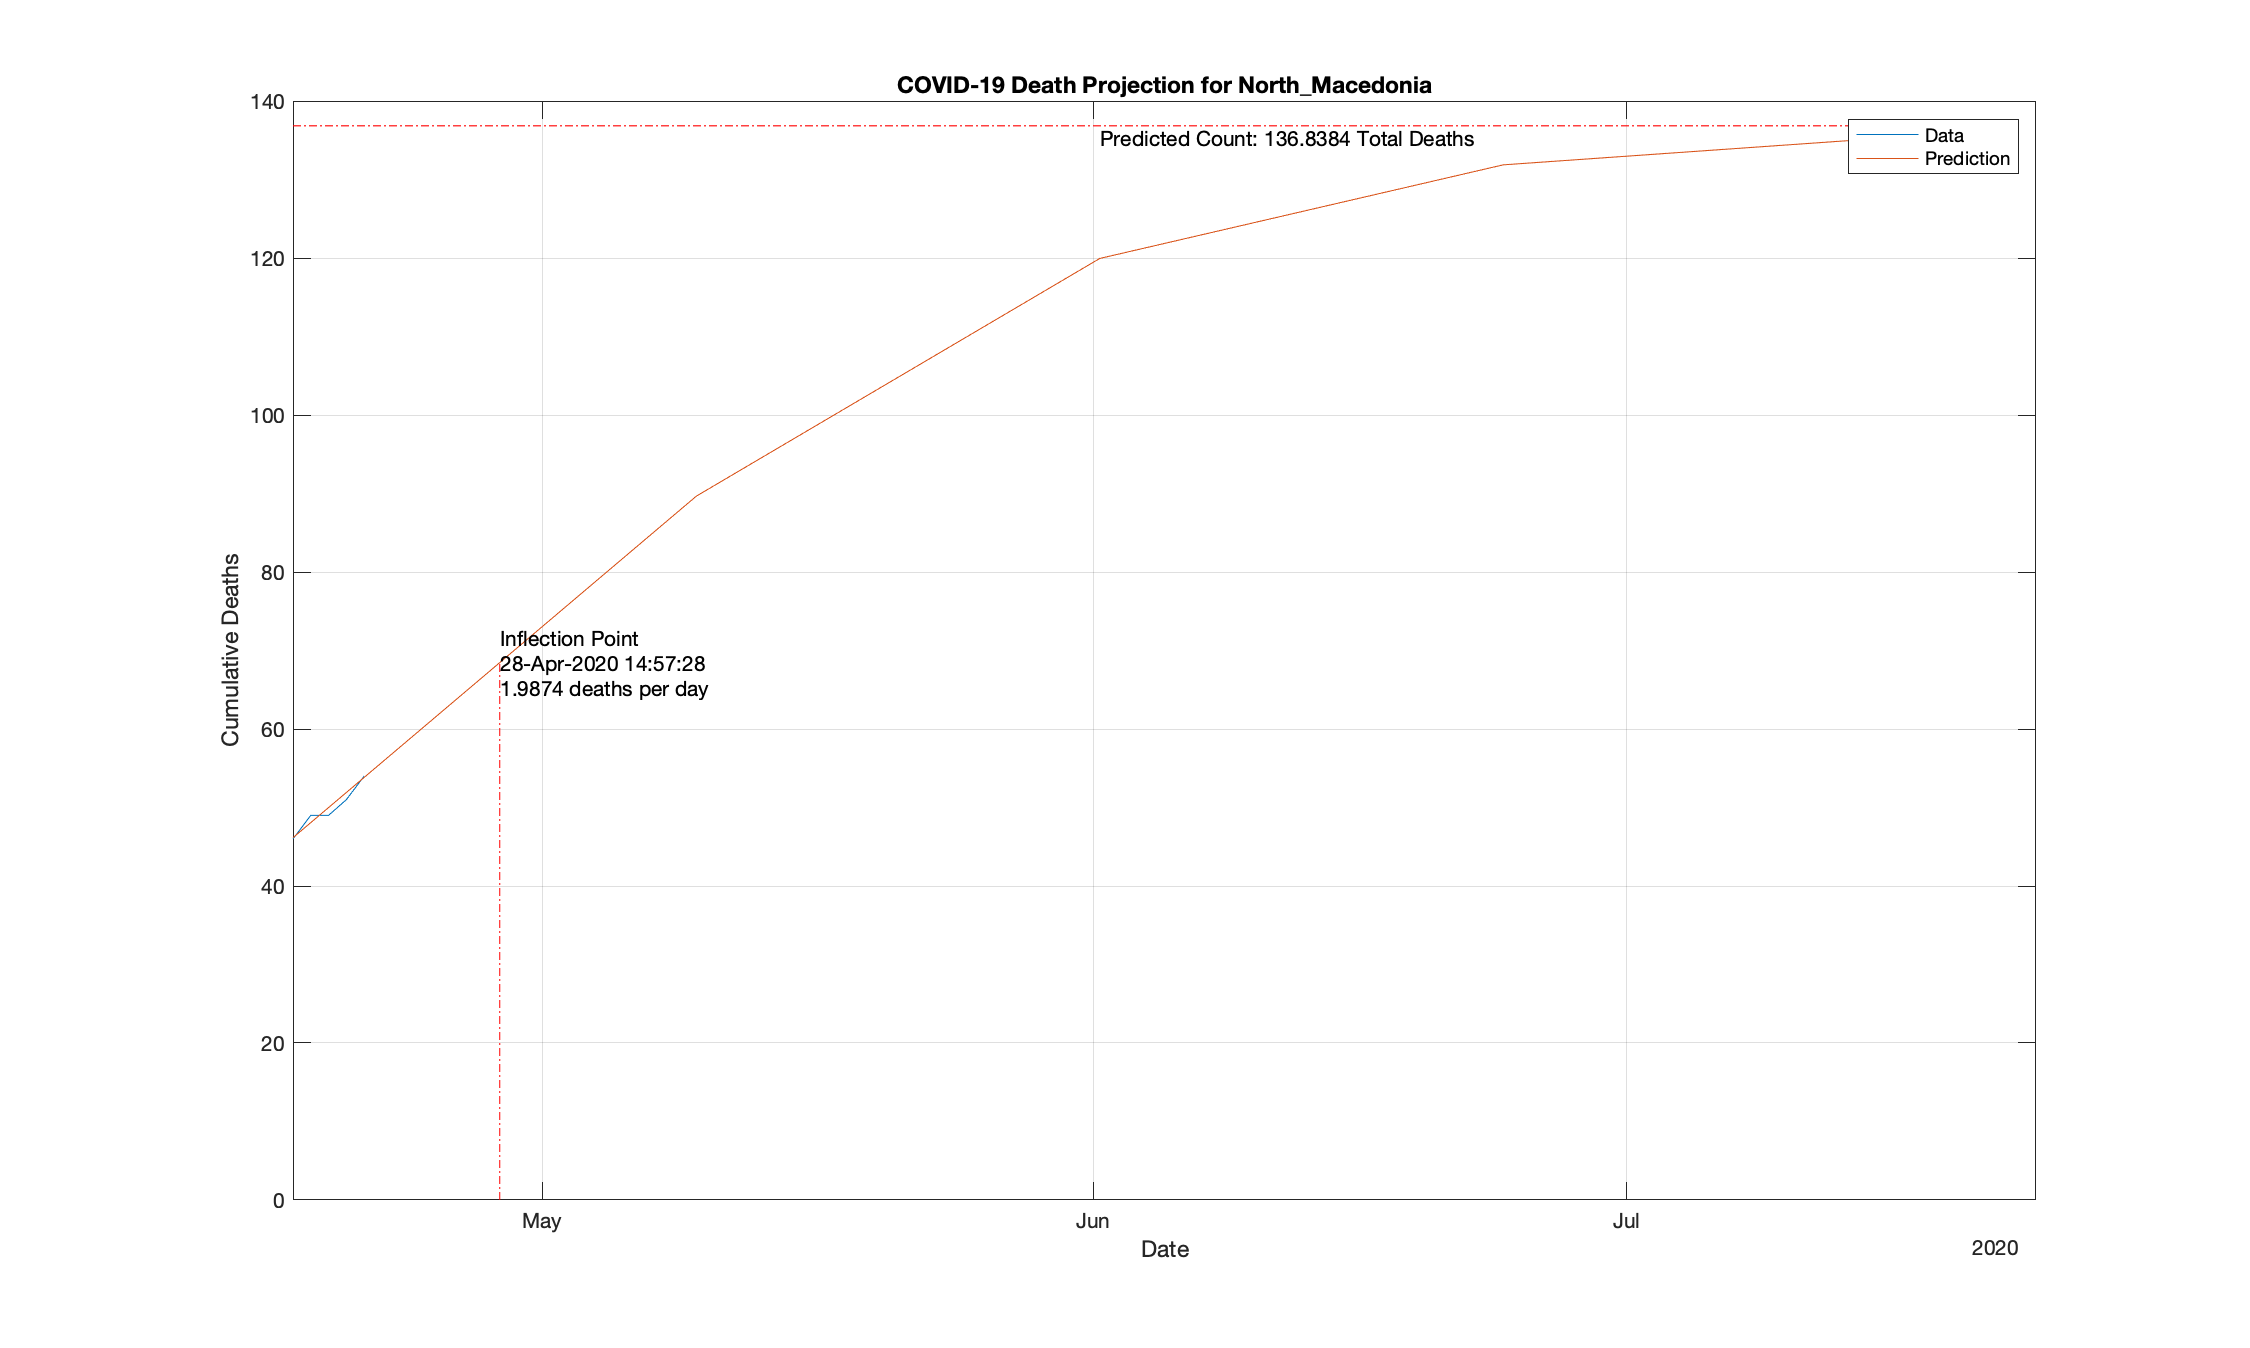 COVID-19 Death Projection for North_Macedonia
140
120
100
80
60
40
20
0
Cumulative Deaths
Predicted Count: 136.8384 Total Deaths
Data
Prediction
Inflection Point
28-Apr-2020 14:57:28
1.9874 deaths per day
May
Jun
Jul
Date
2020